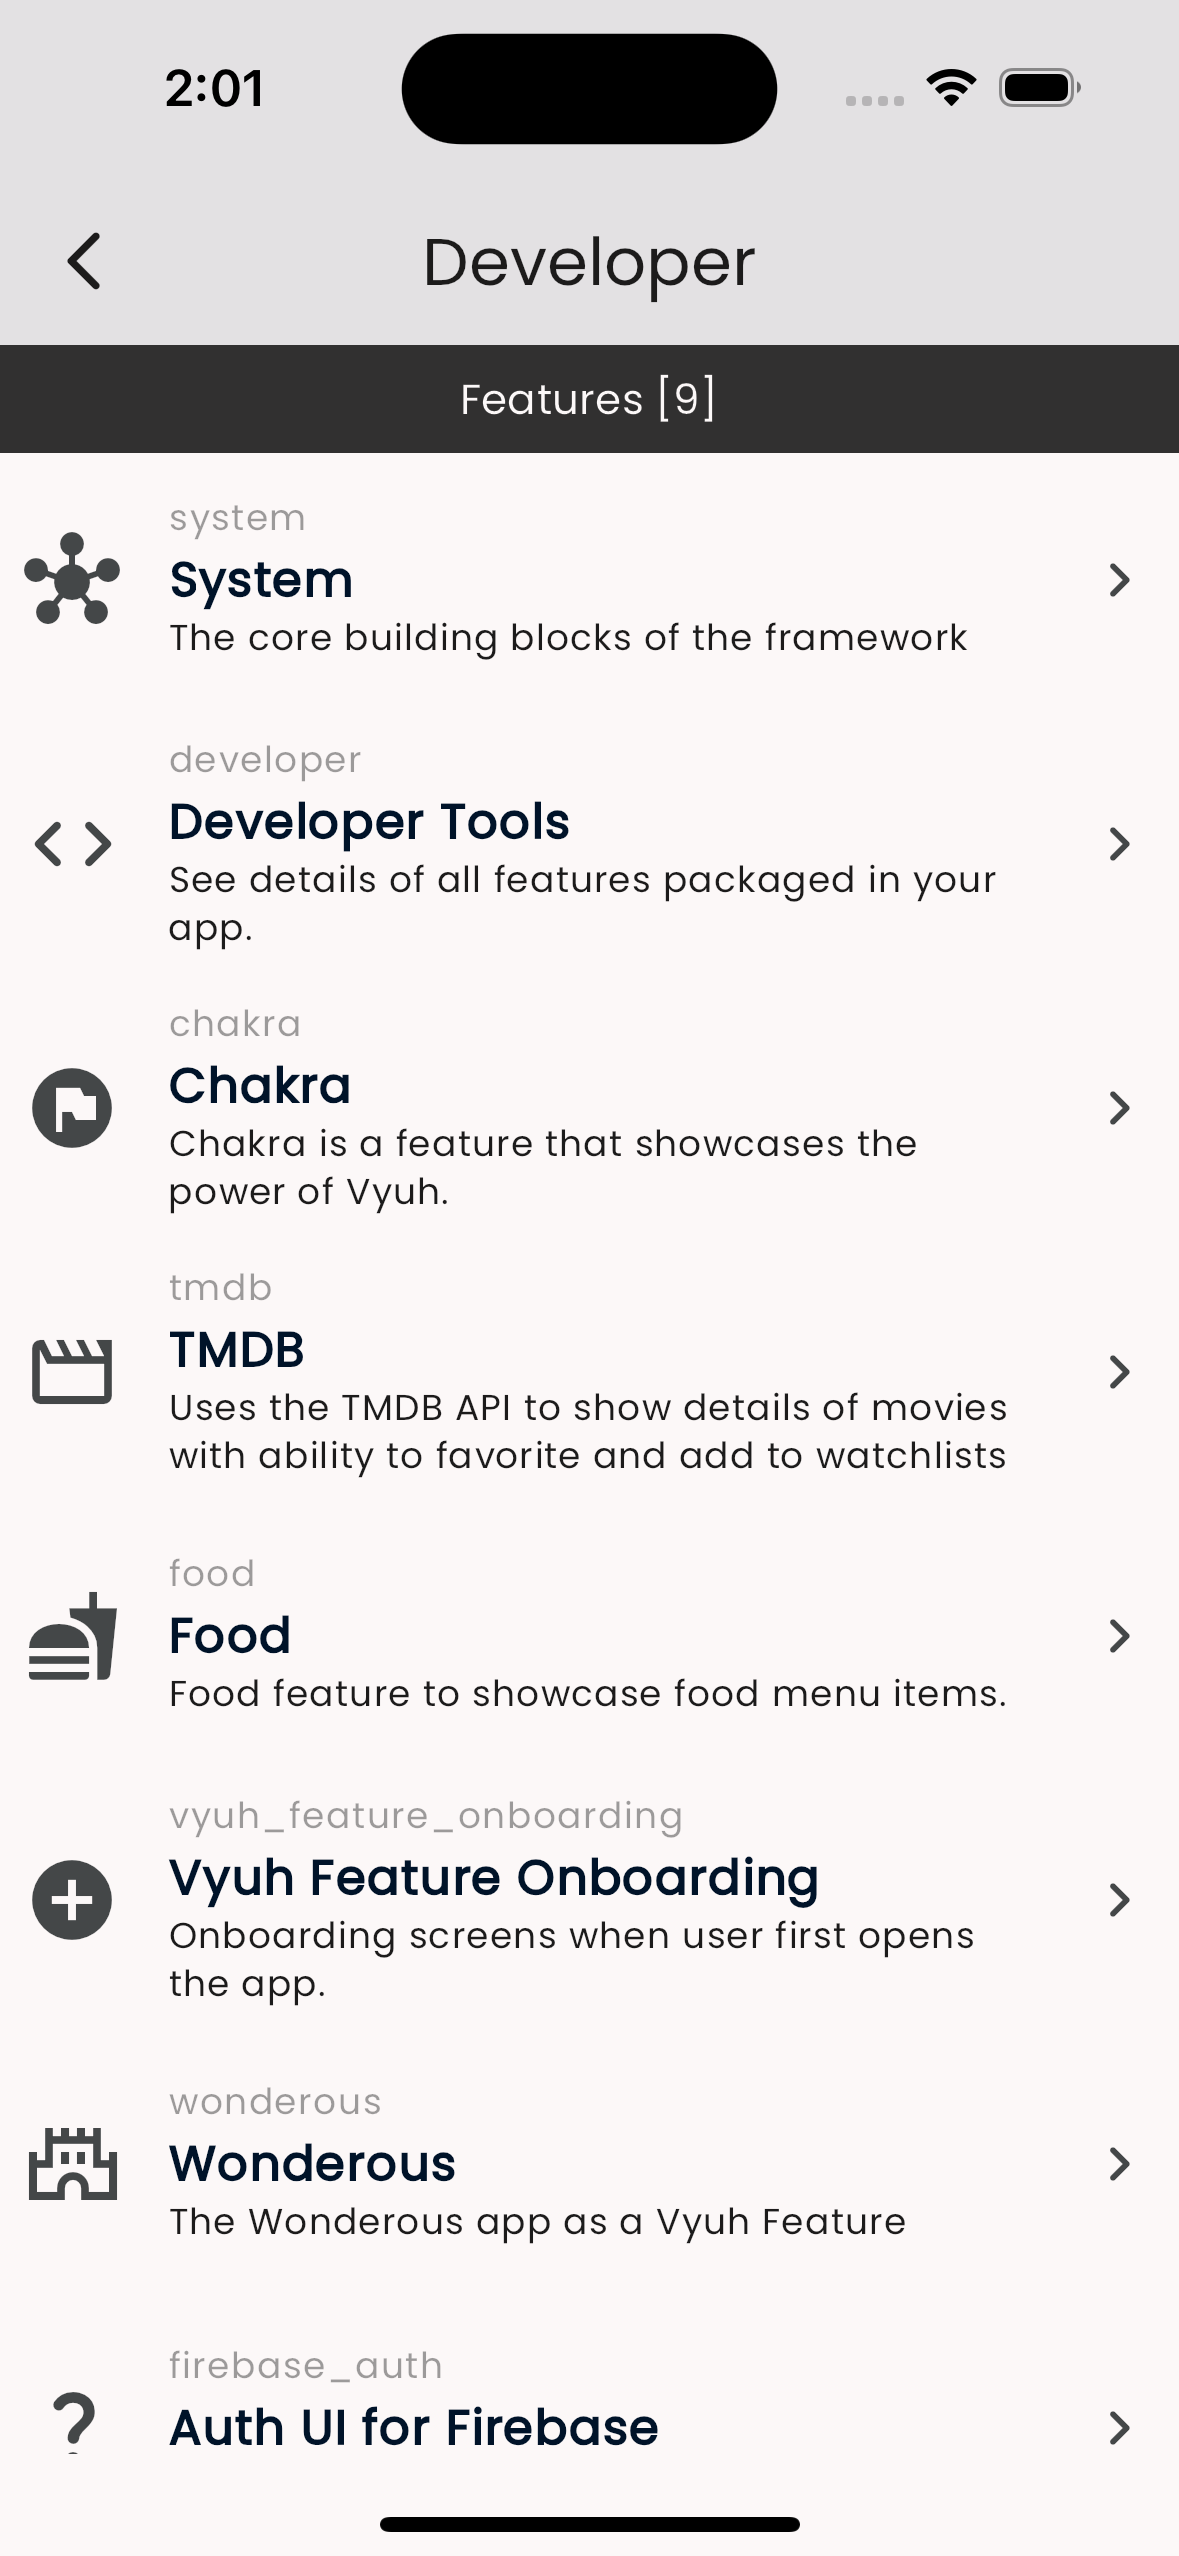 2:01
Developer
Features [9]
system
System
The core building blocks of the framework
developer
Developer Tools
See details of all features packaged in your
app.
chakra
Chakra
Chakra is a feature that showcases the
power of Vyuh.
tmdb
TMDB
Uses the TMDB API to show details of movies
with ability to favorite and add to watchlists
food
Food
Food feature to showcase food menu items.
vyuh_feature_onboarding
Vyuh Feature Onboarding
Onboarding screens when user first opens
the app.
wonderous
Wonderous
The Wonderous app as a Vyuh Feature
firebase_auth
Auth UI for Firebase